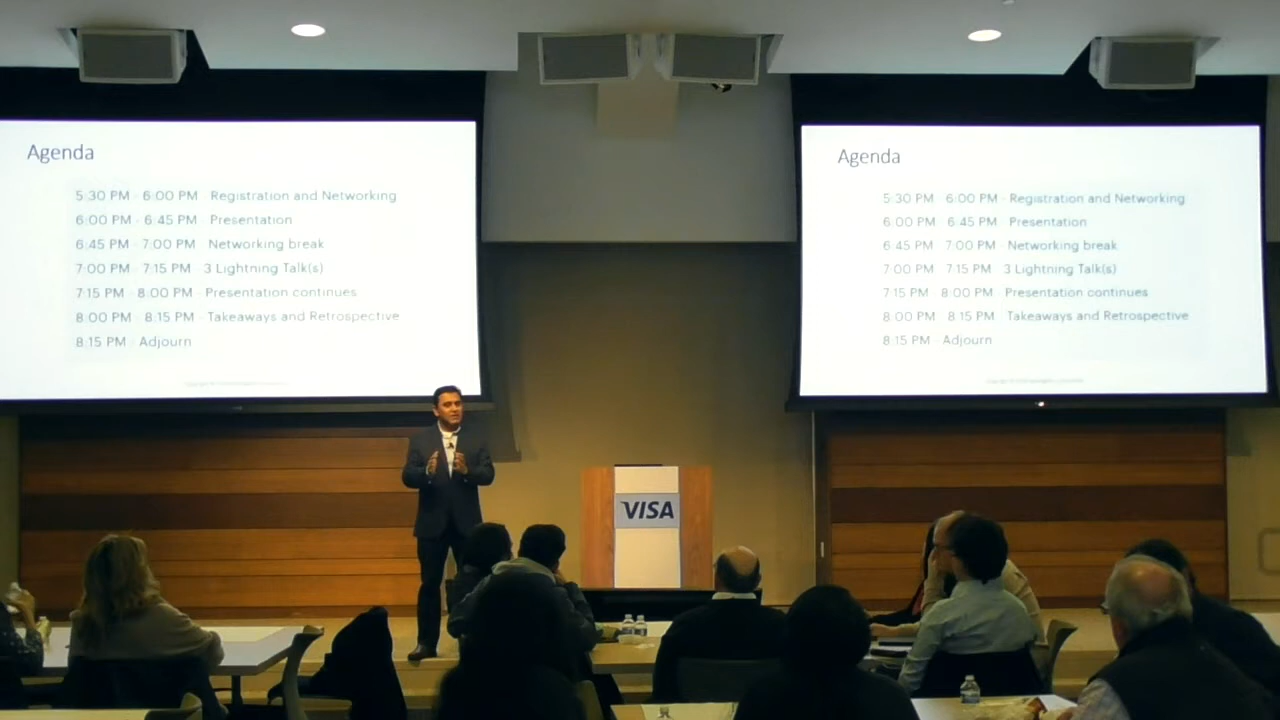 Agenda
5:30 PM - 6:00 PM - Registration and Networking
6:00 PM - 6:45 PM - Presentation
6:45 PM - 7:00 PM - Networking break
7:00 PM - 7:15 PM - 3 Lightning Talk(s)
7:15 PM - 8:00 PM - Presentation continues
8:00 PM - 8:15 PM - Takeaways and Retrospective
8:15 PM - Adjourn
Agenda
5:30 PM - 6:00 PM - Registration and Networking
6:00 PM - 6:45 PM - Presentation
6:45 PM - 7:00 PM - Networking break
7:00 PM - 7:15 PM - 3 Lightning Talk(s)
7:15 PM - 8:00 PM - Presentation continues
8:00 PM - 8:15 PM - Takeaways and Retrospective
8:15 PM - Adjourn
VISA